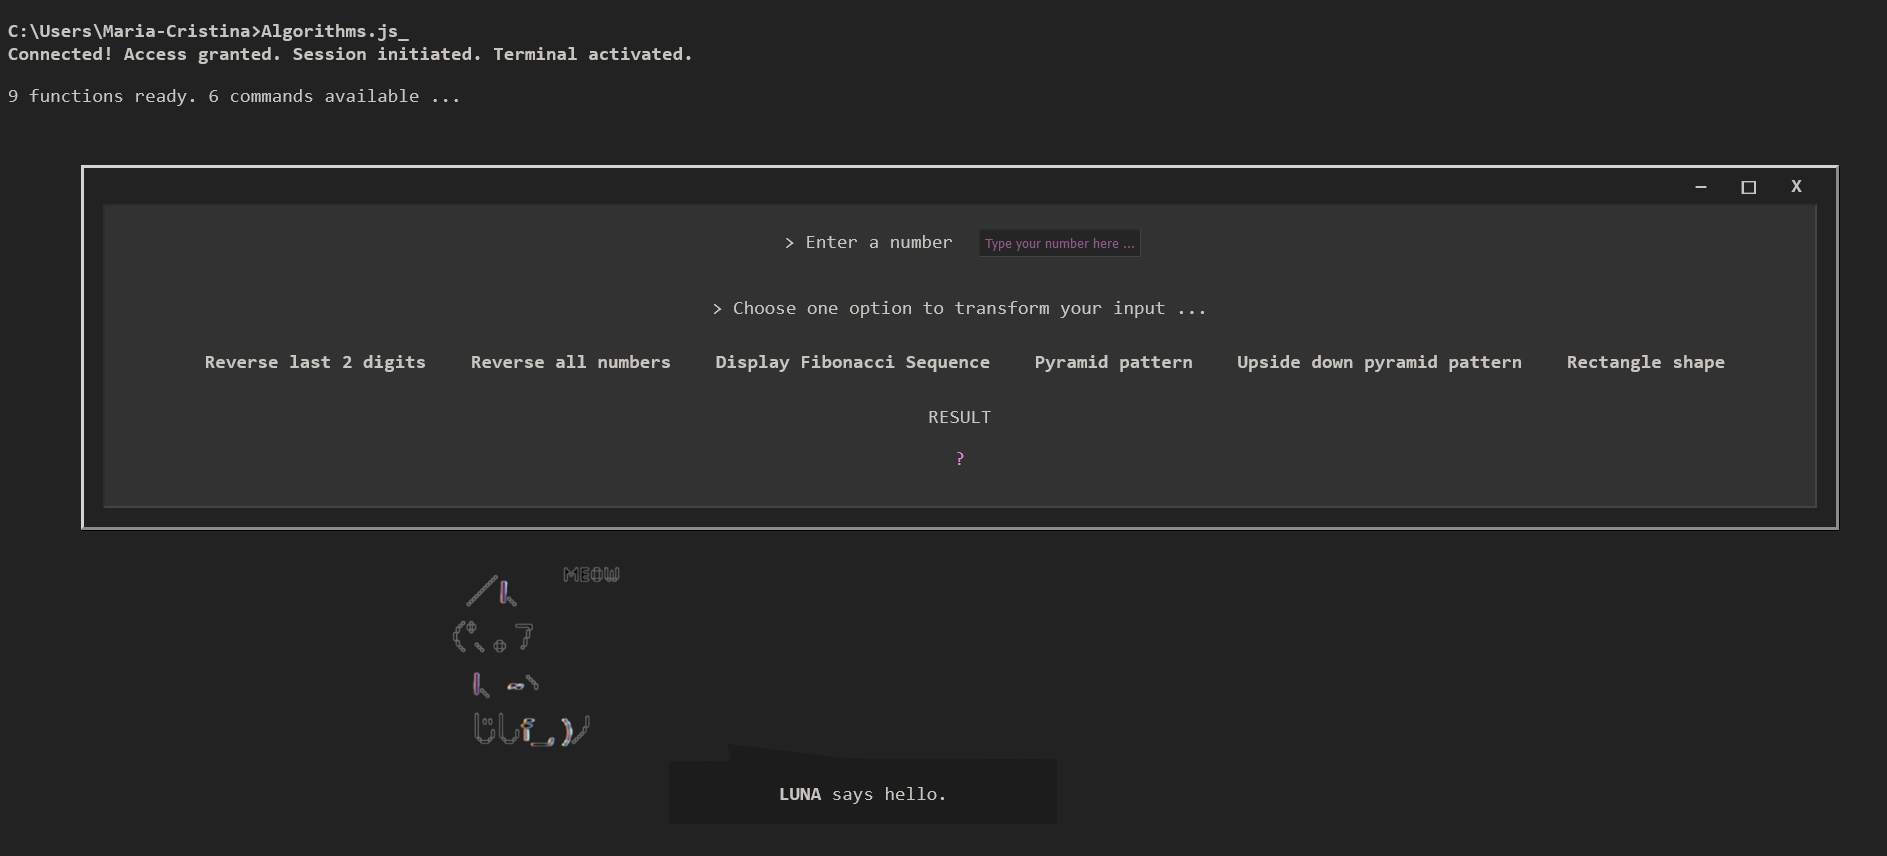 C:\Users\Maria-Cristina>Algorithms.js_
Connected! Access granted. Session initiated. Terminal activated.
9 functions ready. 6 commands available ...
— □ X
> Enter a number Type your number here ...
> Choose one option to transform your input ...
Reverse last 2 digits Reverse all numbers Display Fibonacci Sequence Pyramid pattern Upside down pyramid pattern Rectangle shape
RESULT
?
MEOW
LUNA says hello.